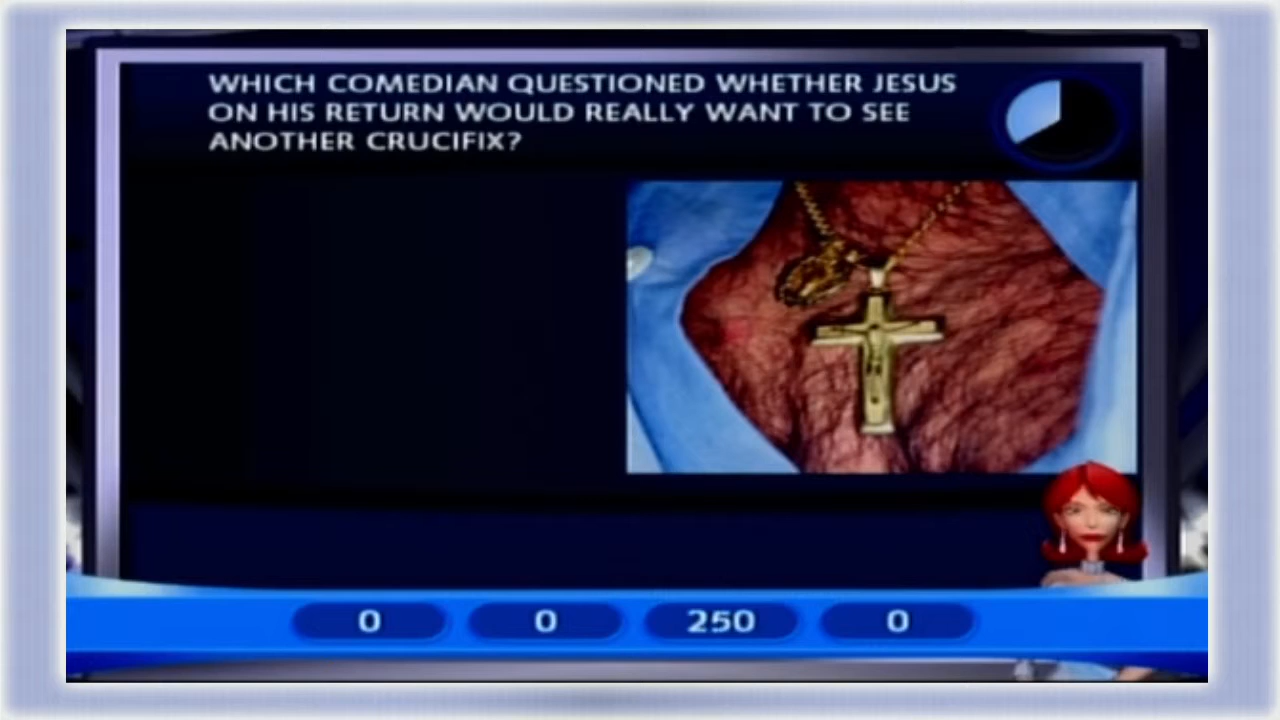 WHICH COMEDIAN QUESTIONED WHETHER JESUS
ON HIS RETURN WOULD REALLY WANT TO SEE
ANOTHER CRUCIFIX?
0 0 250 0